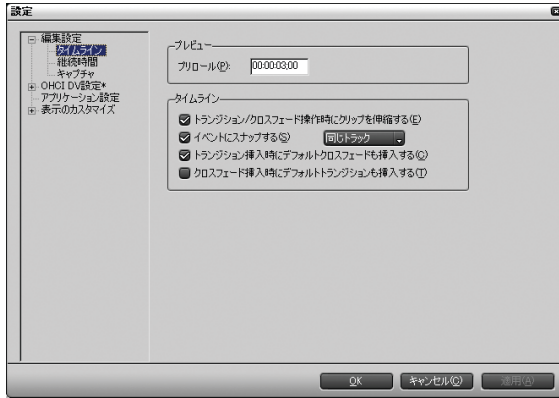 設定
編集設定
タイムライン
継続時間
キャプチャ
OHCI DV設定*
アプリケーション設定
表示のカスタマイズ
プレビュー
プリロール(P): 00:00:03;00
タイムライン
トランジション/クロスフェード操作時にクリップを伸縮する(E)
イベントにスナップする(S) 同じトラック
トランジション挿入時にデフォルトクロスフェードも挿入する(C)
クロスフェード挿入時にデフォルトトランジションも挿入する(T)
OK キャンセル(C) 適用(A)